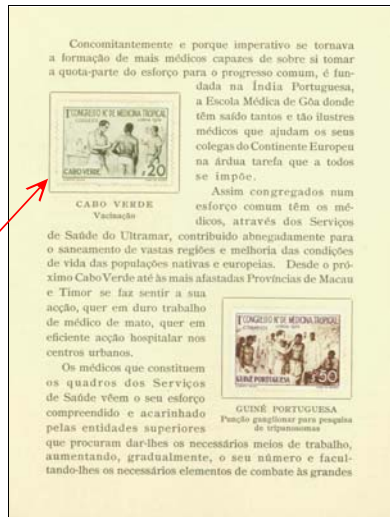 Concomitantemente e porque imperativo se tornava
a formação de mais médicos capazes de sobre si tomar
a quota-parte do esforço para o progresso comum, é fun-
dada na Índia Portuguesa,
a Escola Médica de Gôa donde
têm saído tantos e tão ilustres
médicos que ajudam os seus
colegas do Continente Europeu
na árdua tarefa que a todos
se impõe.
I CONGRESSO Nac. DE MEDICINA TROPICAL
CABO VERDE
$20
CABO VERDE
Vacinação
Assim congregados num
esforço comum têm os mé-
dicos, através dos Serviços
de Saúde do Ultramar, contribuído abnegadamente para
o saneamento de vastas regiões e melhoria das condições
de vida das populações nativas e europeias. Desde o pró-
ximo Cabo Verde até às mais afastadas Províncias de Macau
e Timor se faz sentir a sua
acção, quer em duro trabalho
de médico de mato, quer em
eficiente acção hospitalar nos
centros urbanos.
Os médicos que constituem
os quadros dos Serviços
de Saúde vêem o seu esforço
compreendido e acarinhado
pelas entidades superiores
I CONGRESSO Nac. DE MEDICINA TROPICAL
GUINÉ PORTUGUESA
$50
GUINÉ PORTUGUESA
Punção ganglionar para pesquisa
de tripanosomas
que procuram dar-lhes os necessários meios de trabalho,
aumentando, gradualmente, o seu número e facul-
tando-lhes os necessários elementos de combate às grandes